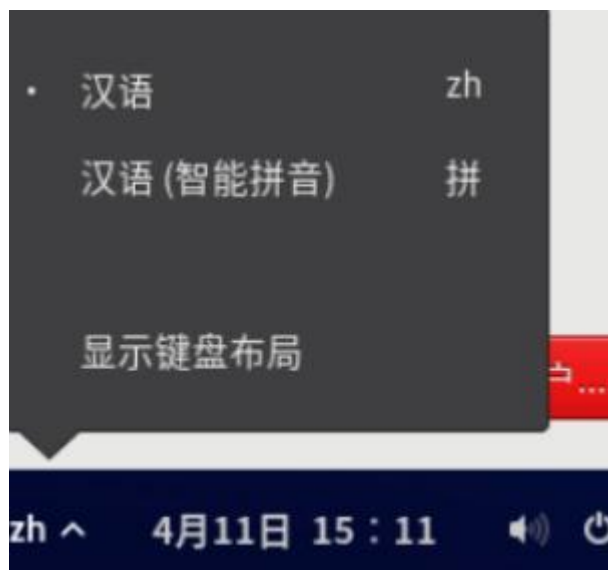 · 汉语 zh
汉语 (智能拼音) 拼
显示键盘布局
...
zh 4月11日 15：11